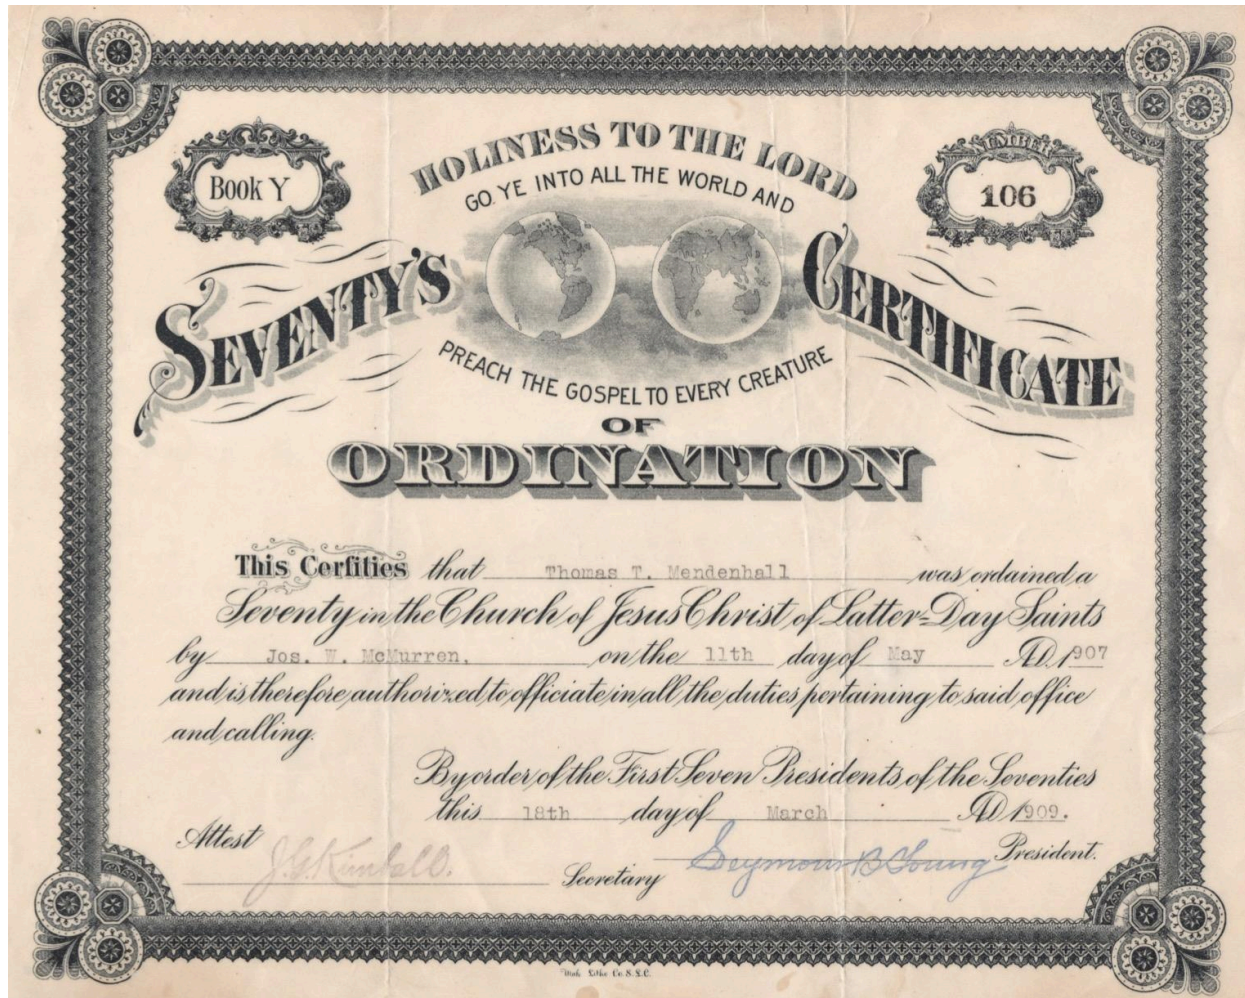 HOLINESS TO THE LORD
Book Y
GO YE INTO ALL THE WORLD AND
NUMBER
106
SEVENTY'S CERTIFICATE
PREACH THE GOSPEL TO EVERY CREATURE
OF
ORDINATION
This Certifies that Thomas T. Mendenhall was ordained a
Seventy in the Church of Jesus Christ of Latter-Day Saints
by Jos. W. McMurren, on the 11th day of May A.D. 1907
and is therefore authorized to officiate in all the duties pertaining to said office
and calling.
By order of the First Seven Presidents of the Seventies
this 18th day of March A.D. 1909.
Attest
J.G. Kimball. Secretary
Seymour B Young President.
Utah Litho Co. S.L.C.